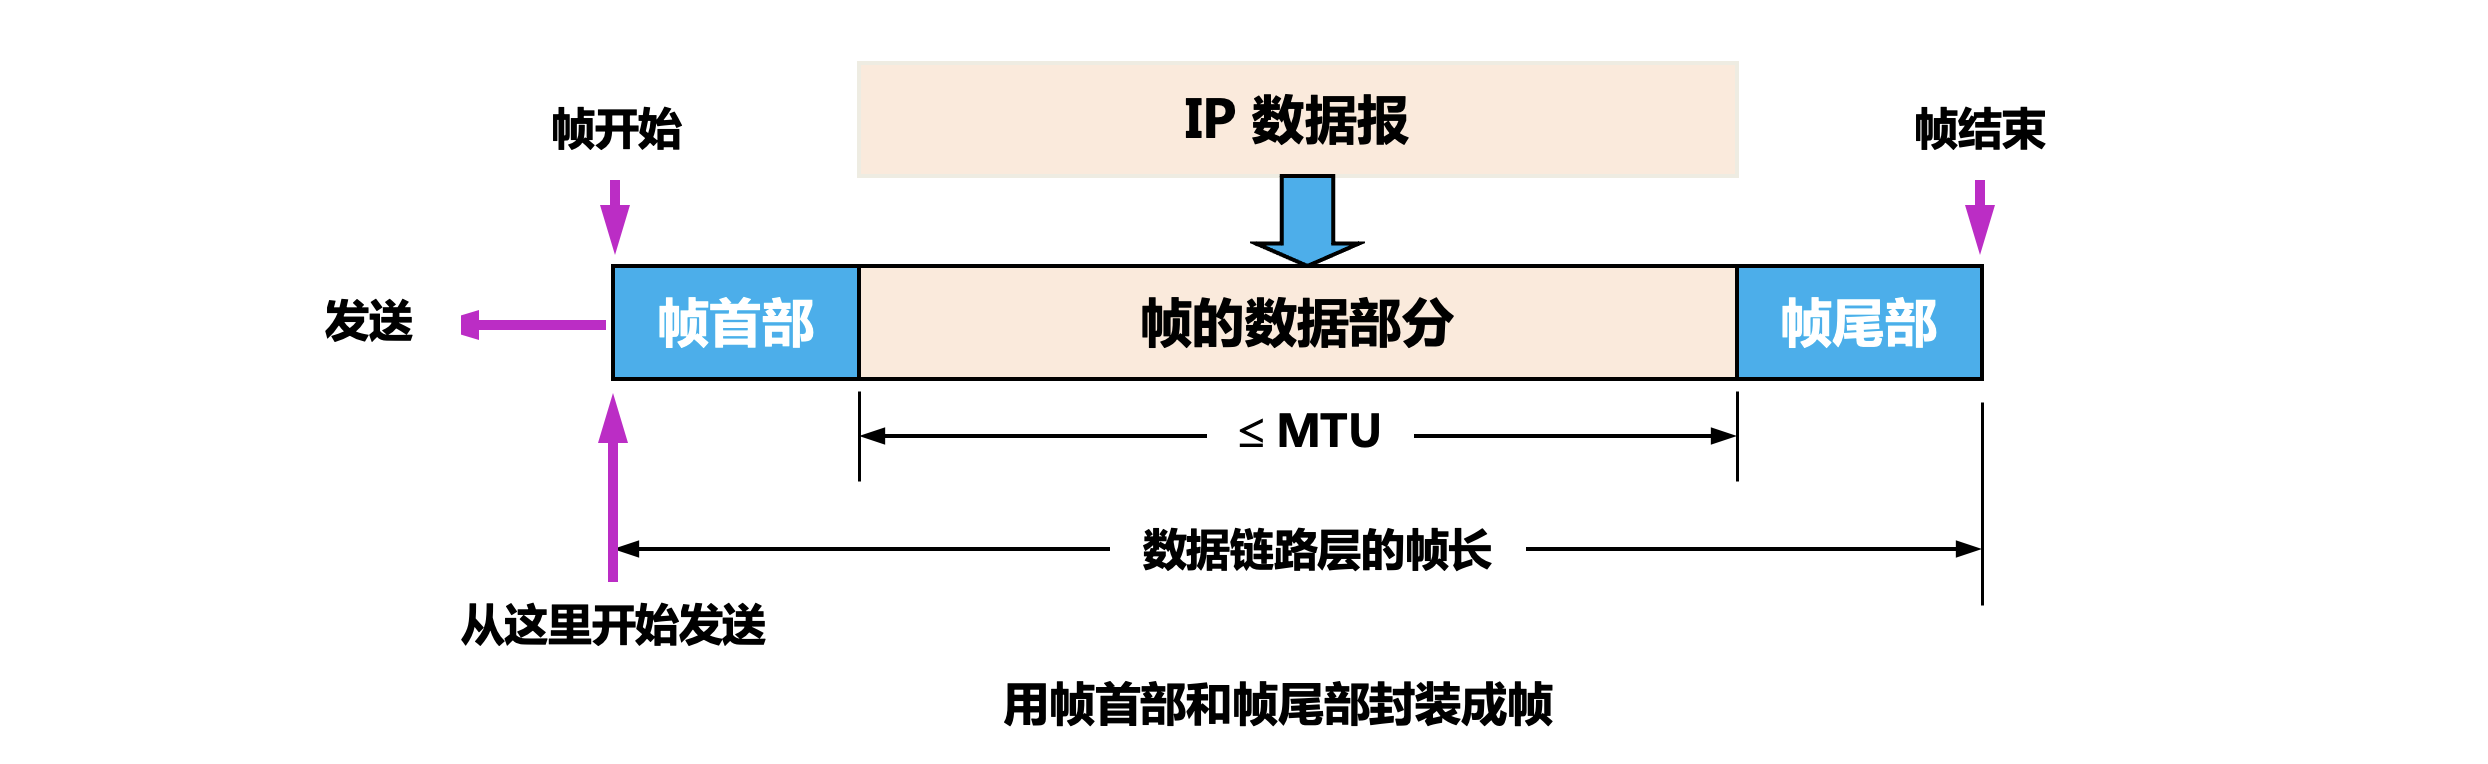 IP 数据报
帧开始
帧结束
发送
帧首部
帧的数据部分
帧尾部
≤ MTU
数据链路层的帧长
从这里开始发送
用帧首部和帧尾部封装成帧